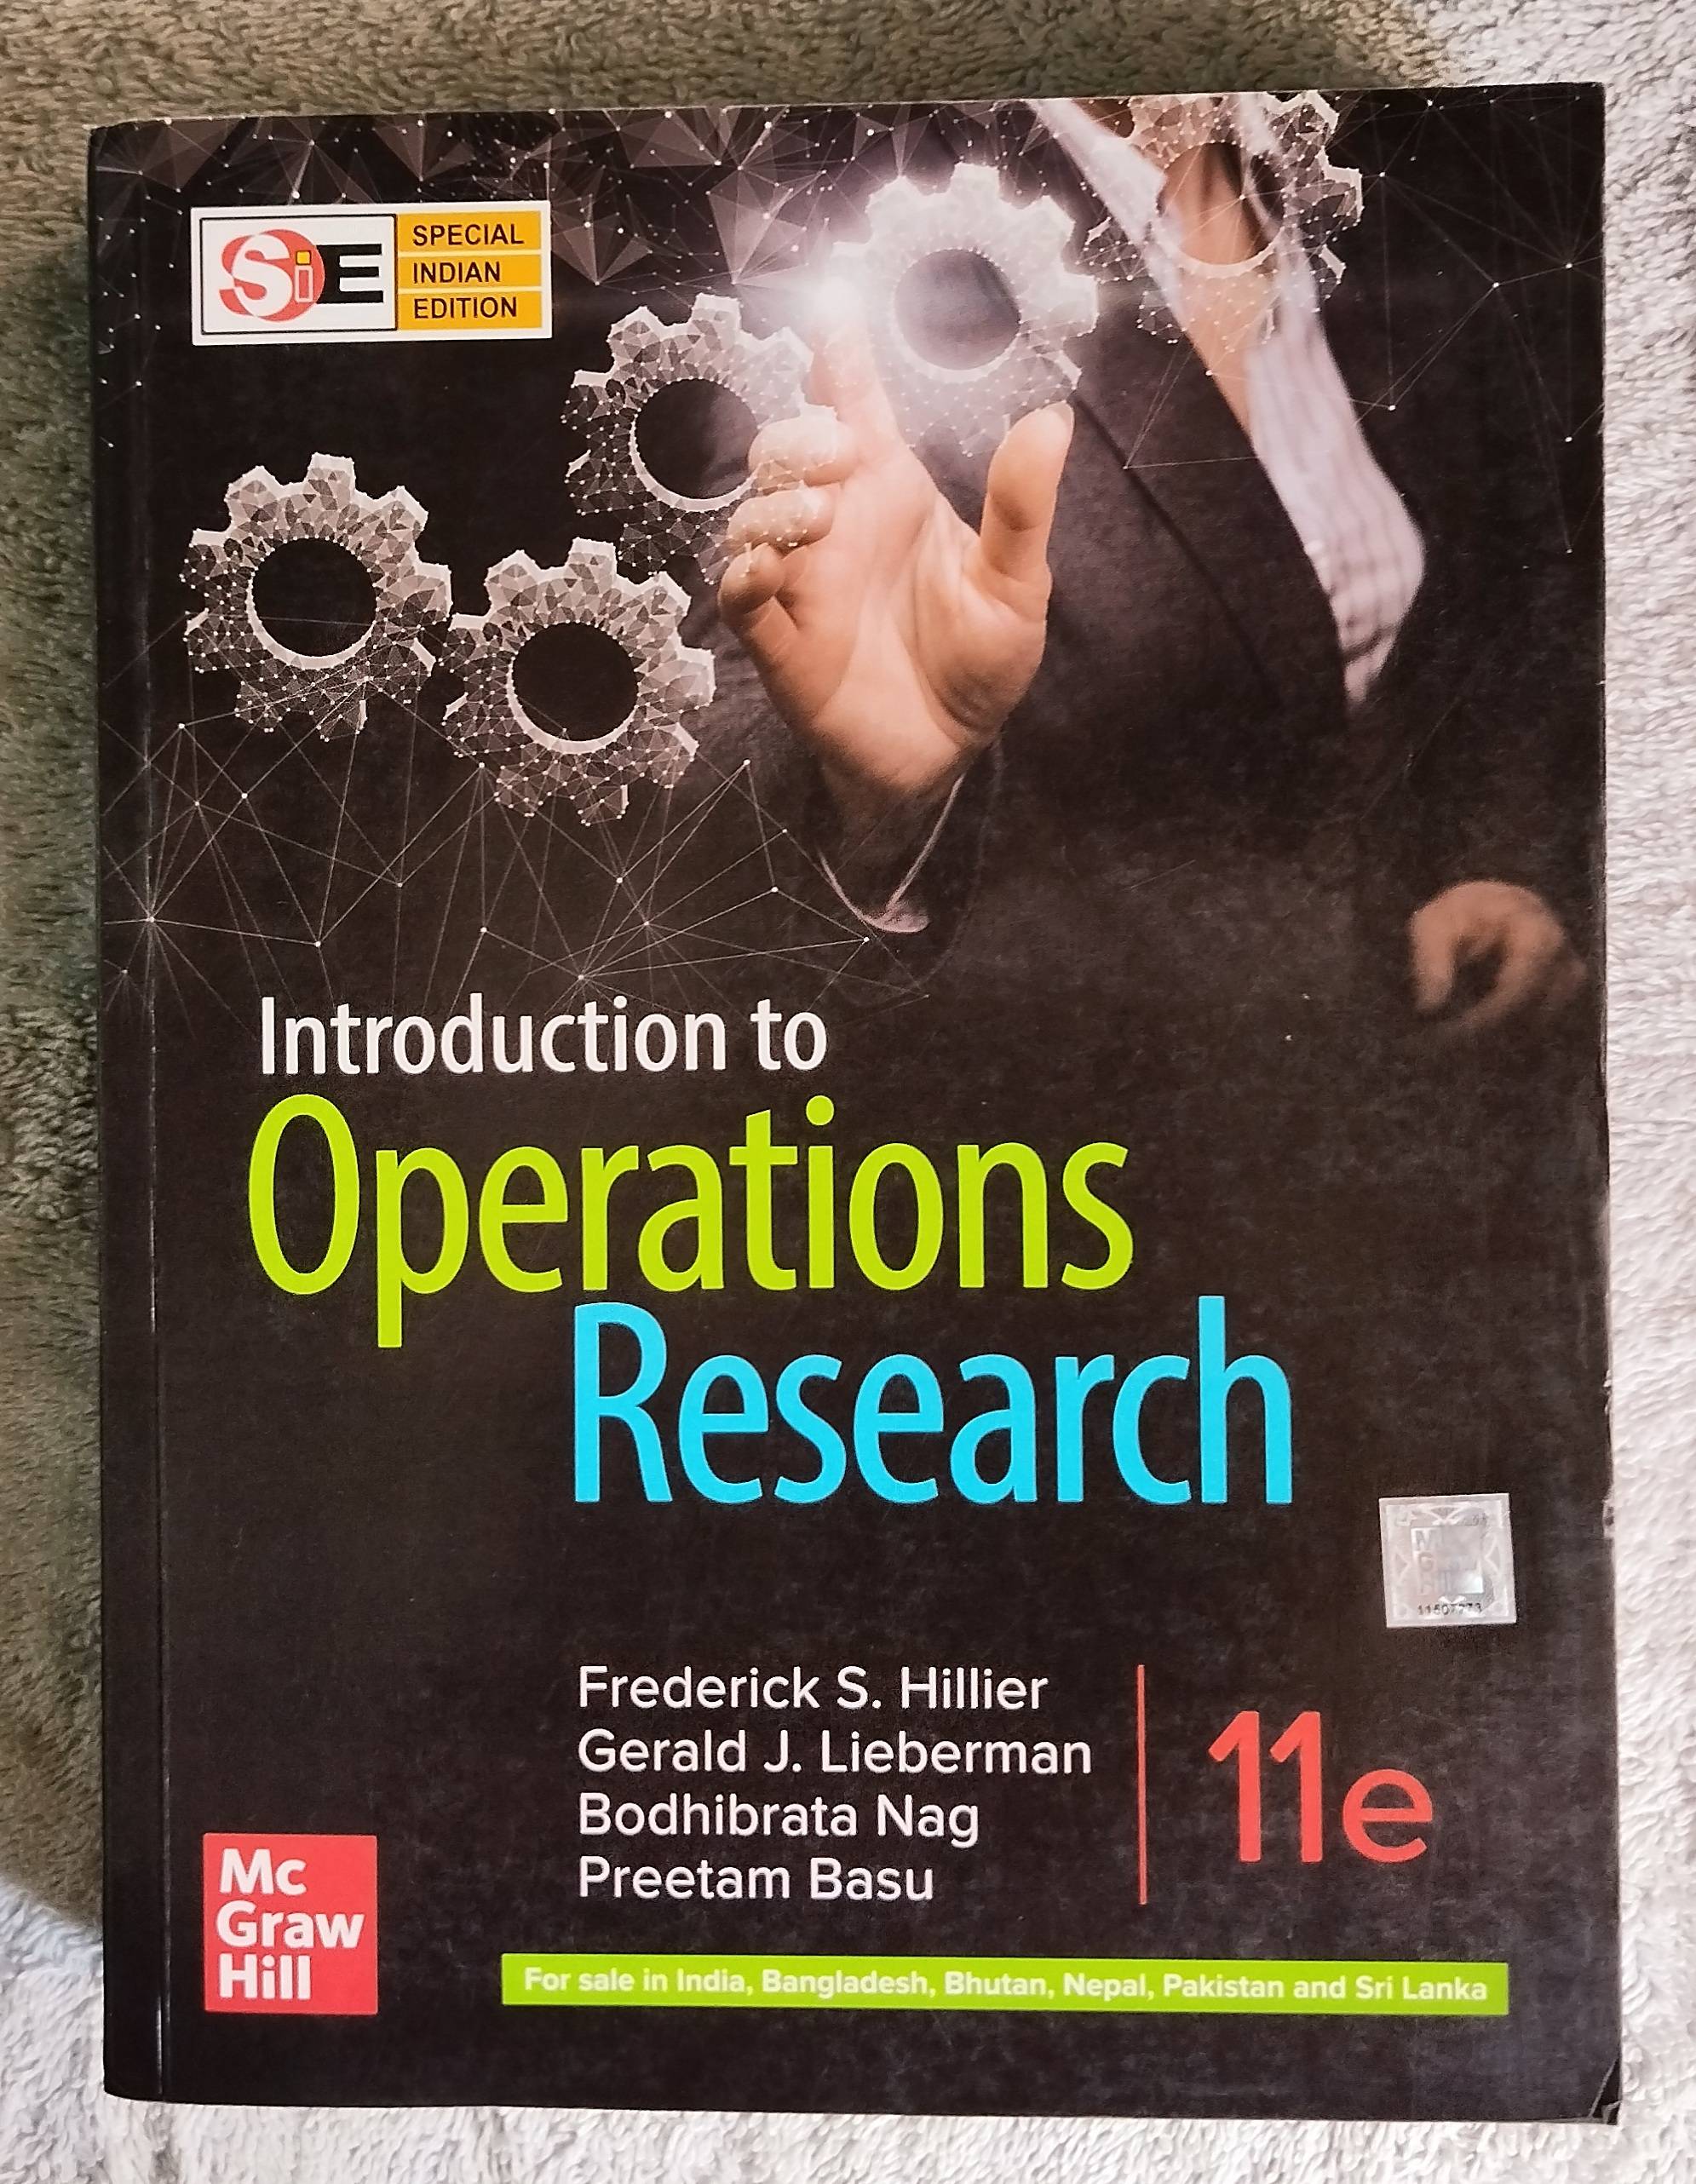 SiE
SPECIAL
INDIAN
EDITION
Introduction to
Operations
Research
Frederick S. Hillier
Gerald J. Lieberman
Bodhibrata Nag
Preetam Basu
11e
Mc
Graw
Hill
For sale in India, Bangladesh, Bhutan, Nepal, Pakistan and Sri Lanka